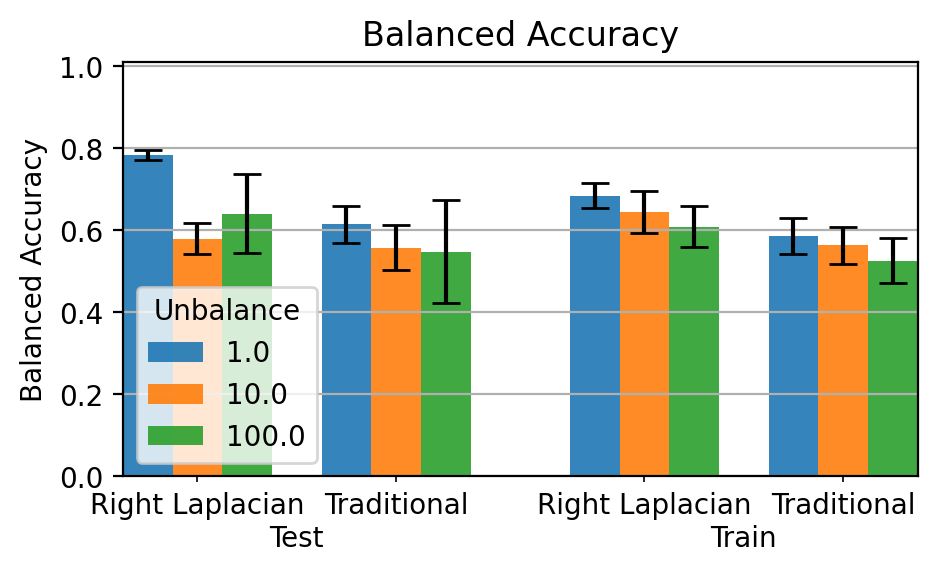 Balanced Accuracy
Balanced Accuracy
1.0
0.8
0.6
0.4
0.2
0.0
Unbalance
1.0
10.0
100.0
Right Laplacian Traditional Right Laplacian Traditional
Test Train